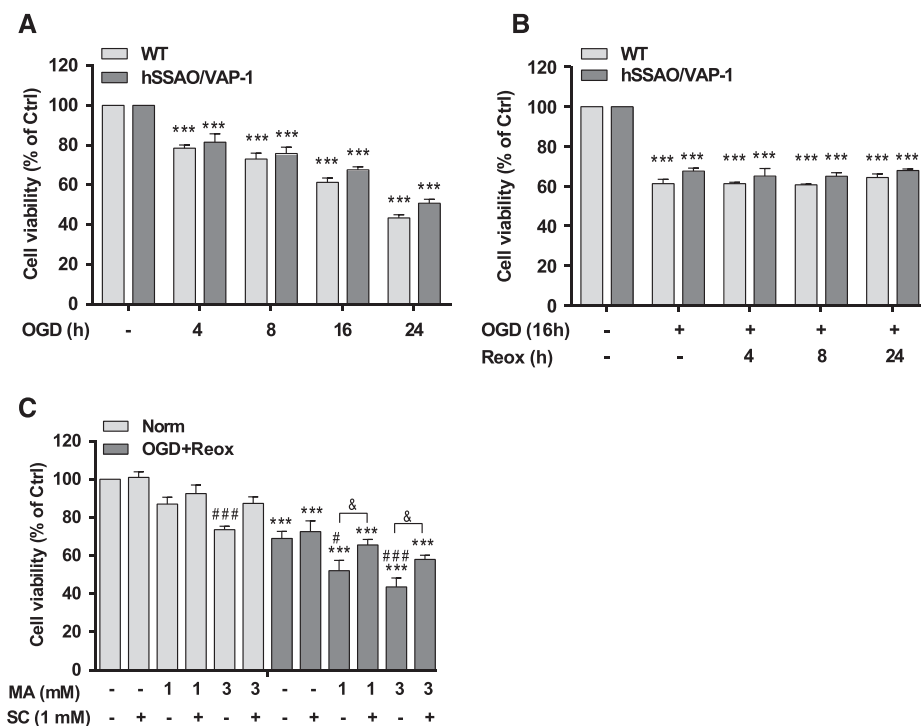 A
WT
hSSAO/VAP-1
Cell viability (% of Ctrl)
120
100
80
60
40
20
0
*** *** *** *** *** *** *** ***
OGD (h) - 4 8 16 24
B
WT
hSSAO/VAP-1
Cell viability (% of Ctrl)
120
100
80
60
40
20
0
*** *** *** *** *** *** *** ***
OGD (16h) - + + + +
Reox (h) - - 4 8 24
C
Norm
OGD+Reox
Cell viability (% of Ctrl)
120
100
80
60
40
20
0
& &
### *** *** # *** *** ### *** ***
MA (mM) - - 1 1 3 3 - - 1 1 3 3
SC (1 mM) - + - + - + - + - + - +